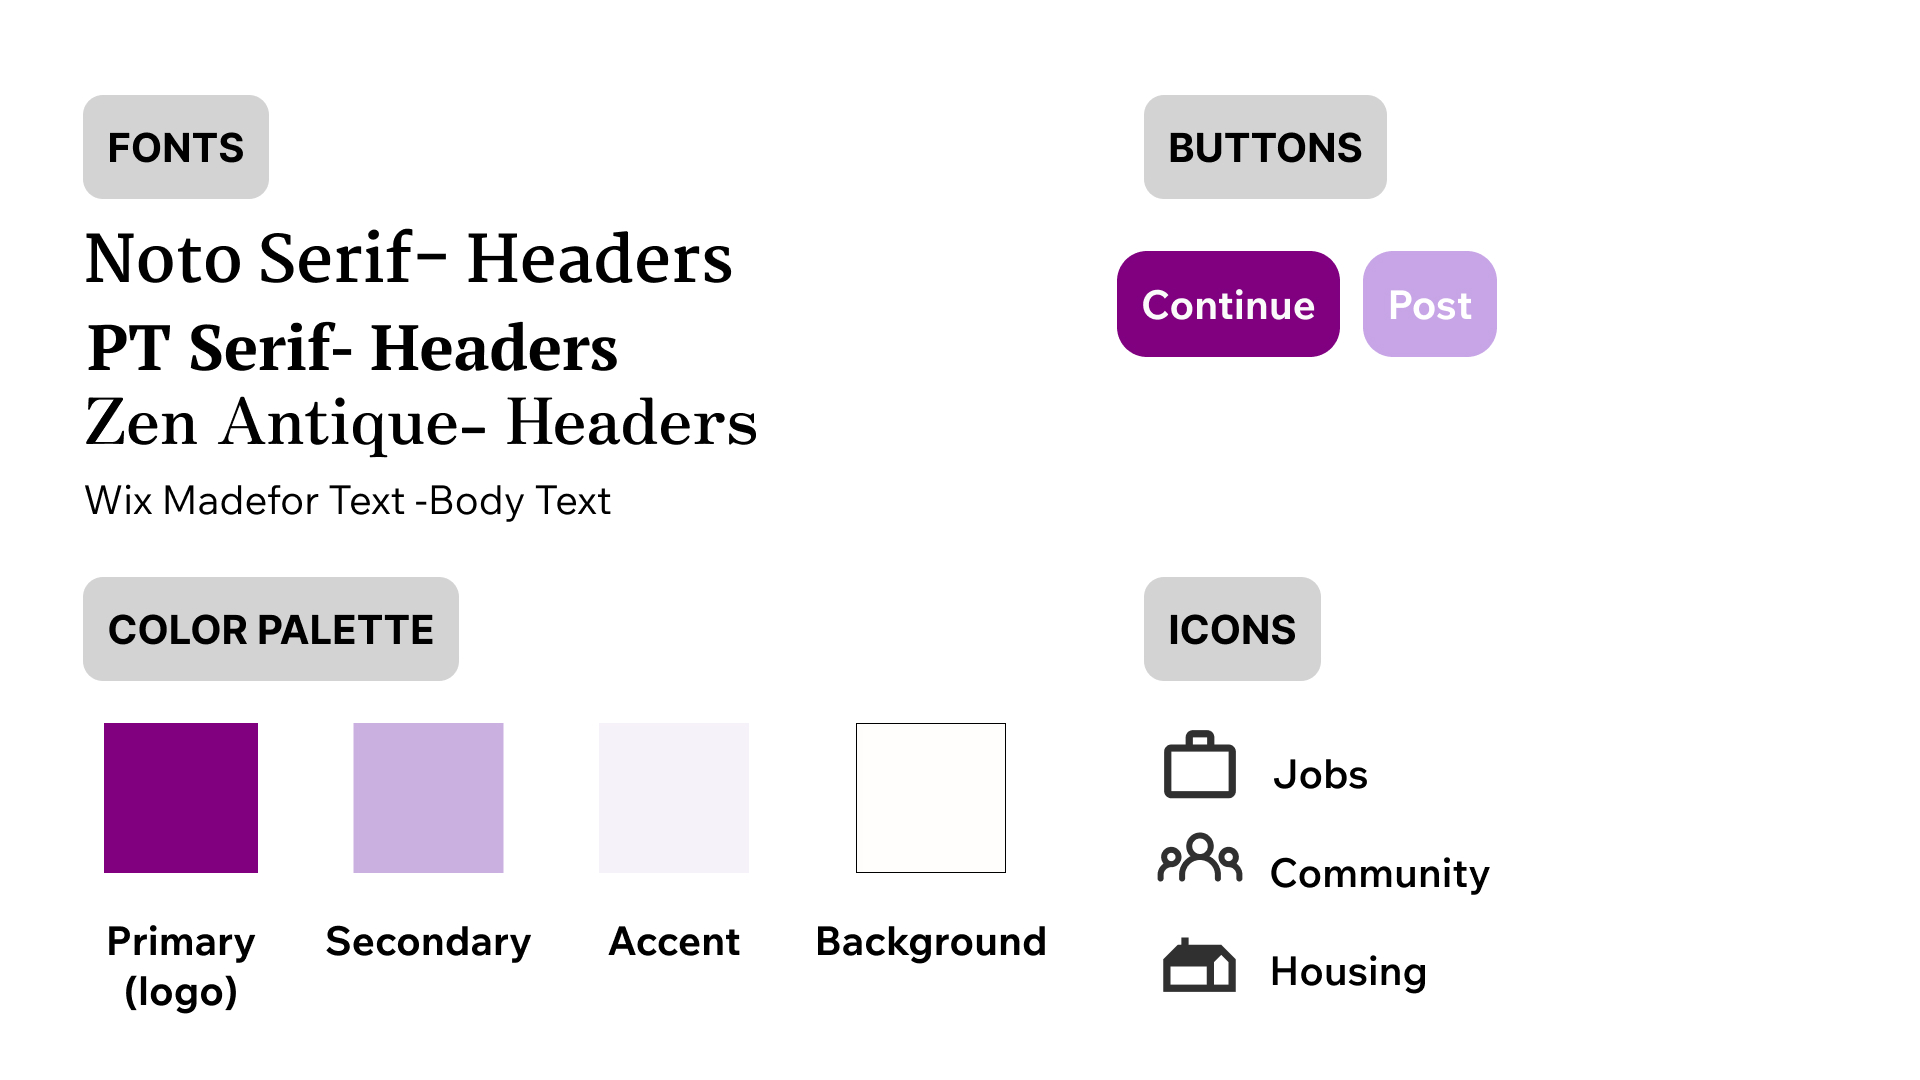 FONTS
Noto Serif- Headers
PT Serif- Headers
Zen Antique- Headers
Wix Madefor Text -Body Text
BUTTONS
Continue
Post
COLOR PALETTE
Primary
(logo)
Secondary
Accent
Background
ICONS
Jobs
Community
Housing